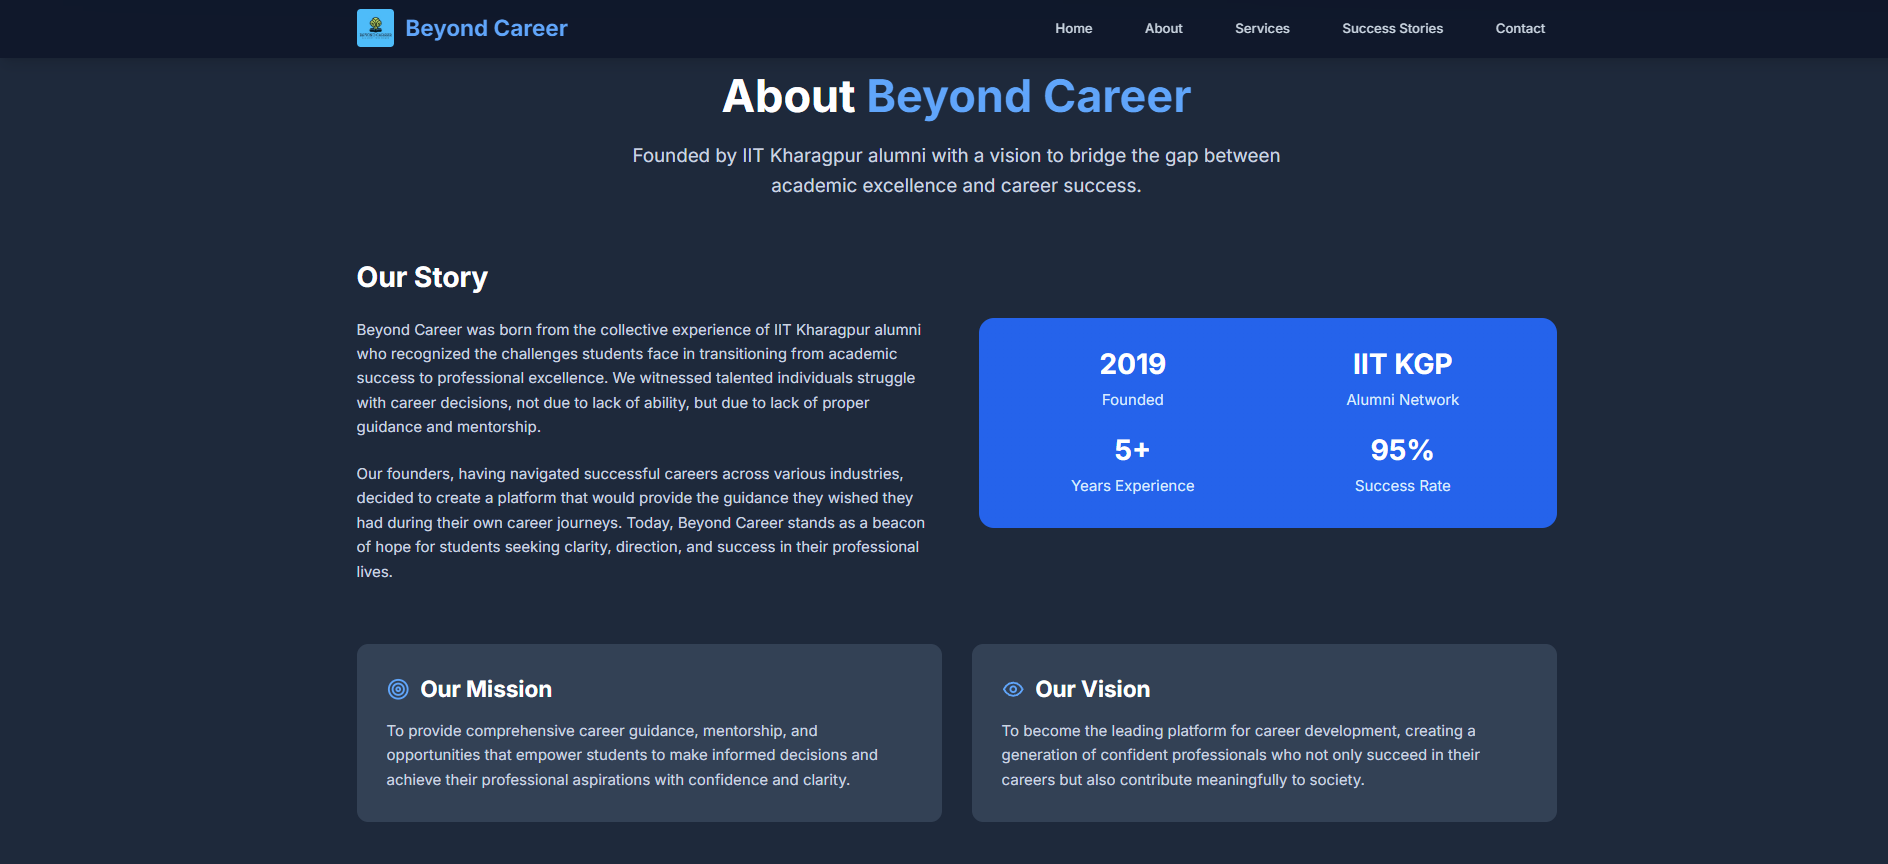 Beyond Career
Home
About
Services
Success Stories
Contact
About Beyond Career
Founded by IIT Kharagpur alumni with a vision to bridge the gap between
academic excellence and career success.
Our Story
Beyond Career was born from the collective experience of IIT Kharagpur alumni
who recognized the challenges students face in transitioning from academic
success to professional excellence. We witnessed talented individuals struggle
with career decisions, not due to lack of ability, but due to lack of proper
guidance and mentorship.
Our founders, having navigated successful careers across various industries,
decided to create a platform that would provide the guidance they wished they
had during their own career journeys. Today, Beyond Career stands as a beacon
of hope for students seeking clarity, direction, and success in their professional
lives.
2019
Founded
IIT KGP
Alumni Network
5+
Years Experience
95%
Success Rate
Our Mission
To provide comprehensive career guidance, mentorship, and
opportunities that empower students to make informed decisions and
achieve their professional aspirations with confidence and clarity.
Our Vision
To become the leading platform for career development, creating a
generation of confident professionals who not only succeed in their
careers but also contribute meaningfully to society.